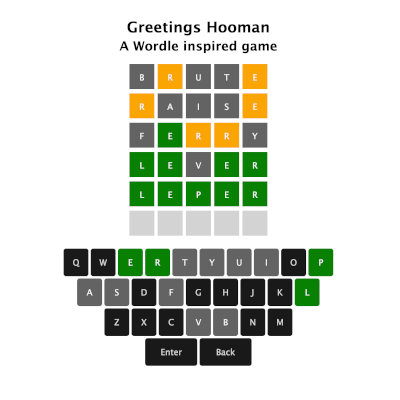 Greetings Hooman
A Wordle inspired game
B R U T E
R A I S E
F E R R Y
L E V E R
L E P E R
Q W E R T Y U I O P
A S D F G H J K L
Z X C V B N M
Enter Back